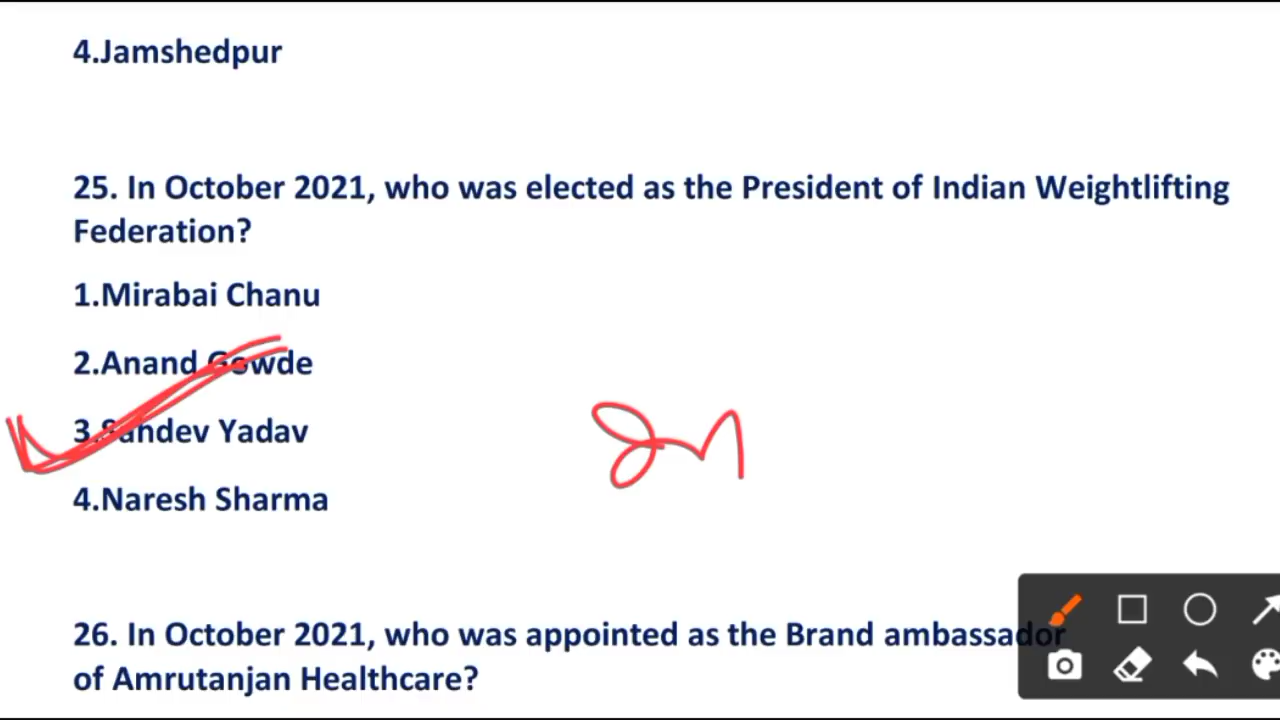 4.Jamshedpur
25. In October 2021, who was elected as the President of Indian Weightlifting
Federation?
1.Mirabai Chanu
2.Anand Gowde
3.Sahdev Yadav
4.Naresh Sharma
26. In October 2021, who was appointed as the Brand ambassador
of Amrutanjan Healthcare?